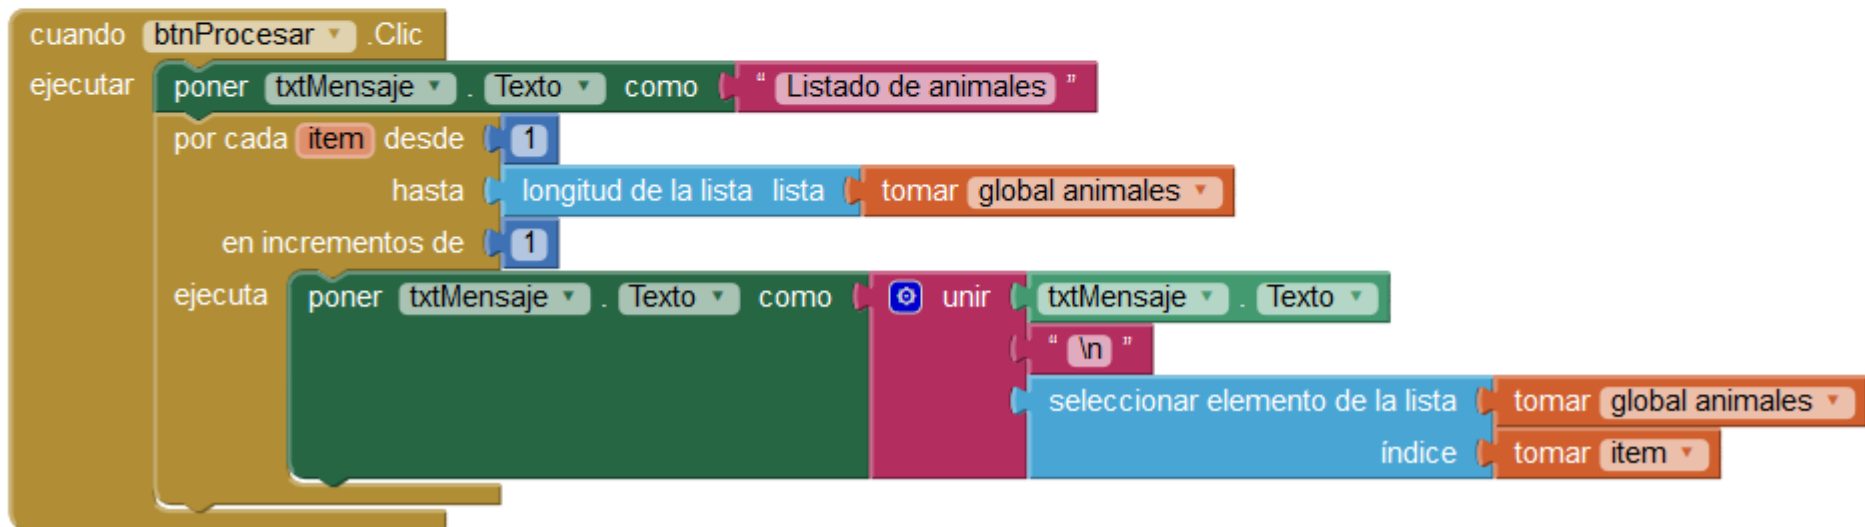 cuando btnProcesar .Clic
ejecutar poner txtMensaje . Texto como " Listado de animales "
por cada item desde 1
hasta longitud de la lista lista tomar global animales
en incrementos de 1
ejecuta poner txtMensaje . Texto como unir txtMensaje . Texto
" \n "
seleccionar elemento de la lista tomar global animales
índice tomar item